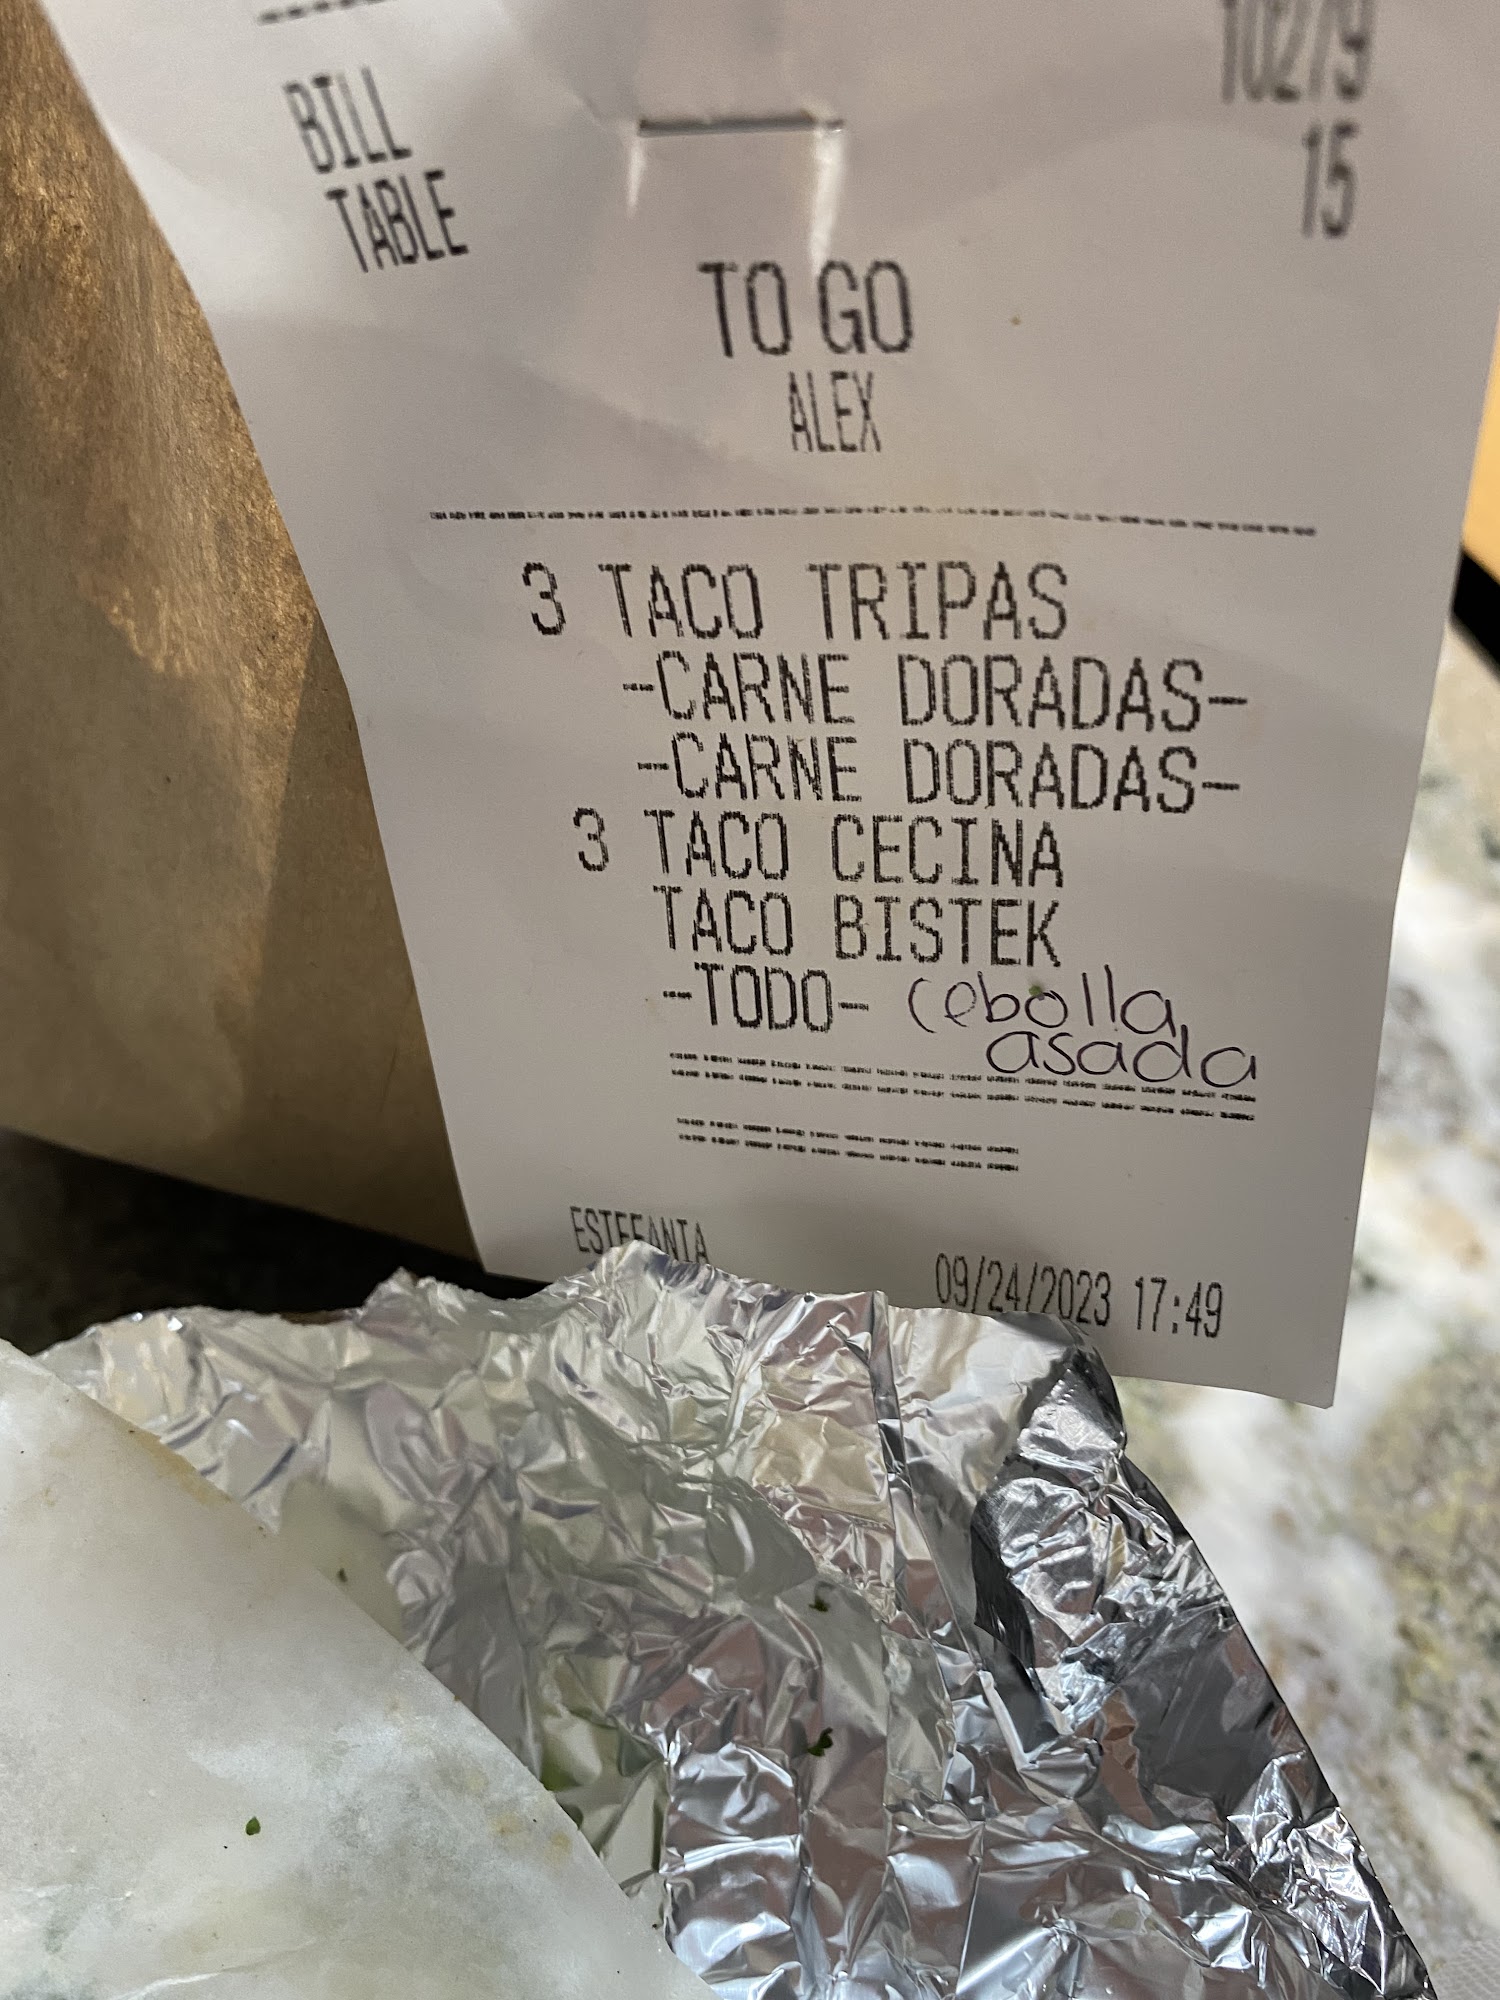 BILL 10279
TABLE 15
TO GO
ALEX
3 TACO TRIPAS
-CARNE DORADAS-
-CARNE DORADAS-
3 TACO CECINA
TACO BISTEK
-TODO- cebolla
asada
ESTEFANIA
09/24/2023 17:49